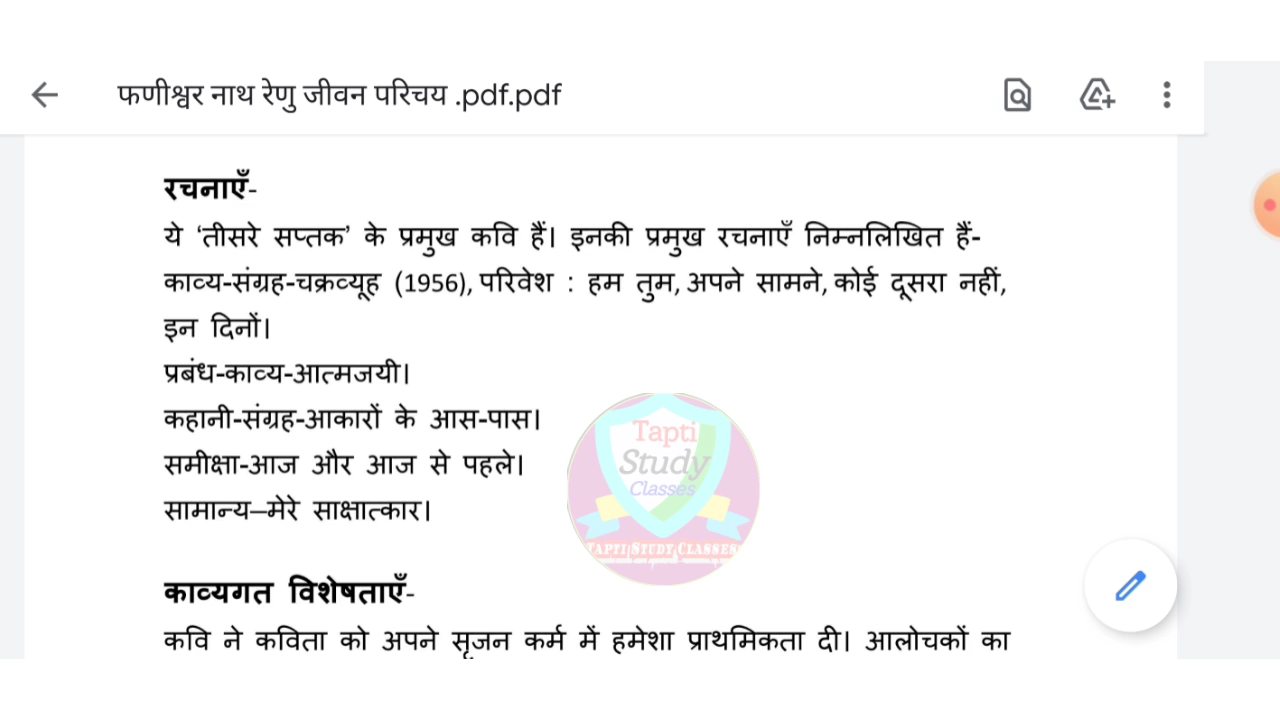 फणीश्वर नाथ रेणु जीवन परिचय .pdf.pdf
रचनाएँ-
ये ‘तीसरे सप्तक’ के प्रमुख कवि हैं। इनकी प्रमुख रचनाएँ निम्नलिखित हैं-
काव्य-संग्रह-चक्रव्यूह (1956), परिवेश : हम तुम, अपने सामने, कोई दूसरा नहीं,
इन दिनों।
प्रबंध-काव्य-आत्मजयी।
कहानी-संग्रह-आकारों के आस-पास।
समीक्षा-आज और आज से पहले।
सामान्य–मेरे साक्षात्कार।
Tapti
Study
Classes
TAPTI STUDY CLASSES
काव्यगत विशेषताएँ-
कवि ने कविता को अपने सृजन कर्म में हमेशा प्राथमिकता दी। आलोचकों का